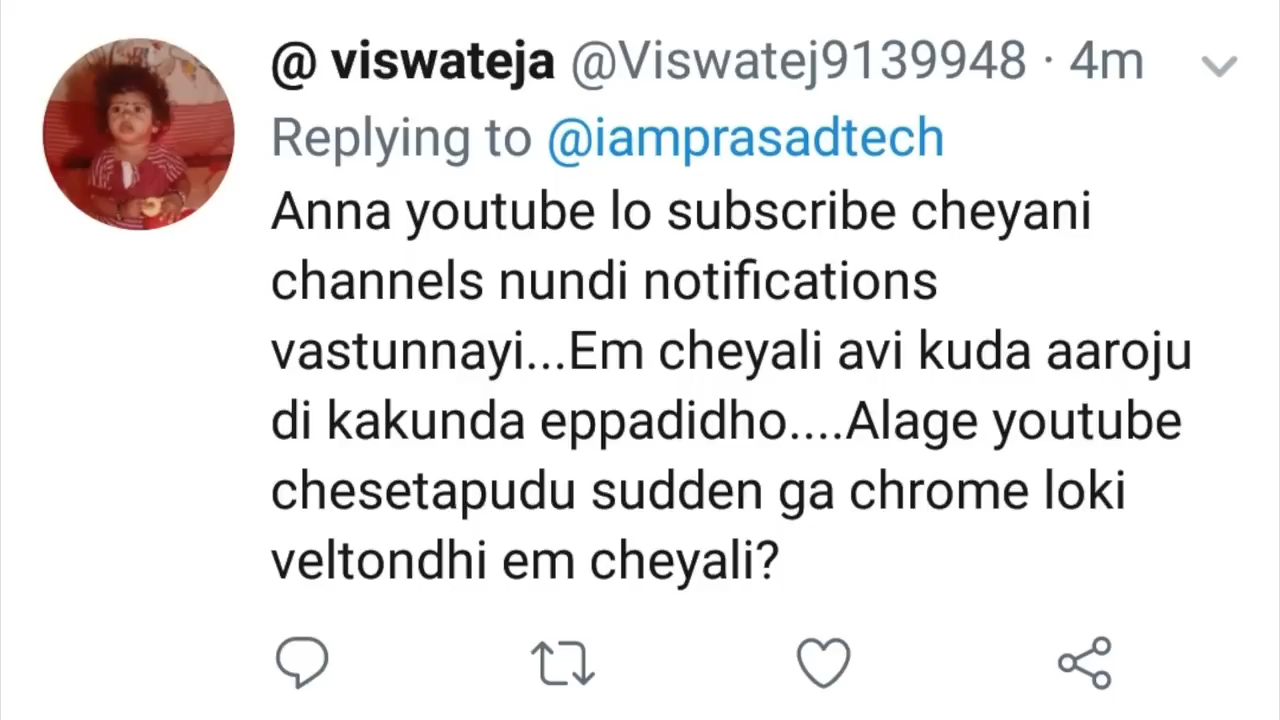 @ viswateja @Viswatej9139948 · 4m
Replying to @iamprasadtech
Anna youtube lo subscribe cheyani
channels nundi notifications
vastunnayi...Em cheyali avi kuda aaroju
di kakunda eppadidho....Alage youtube
chesetapudu sudden ga chrome loki
veltondhi em cheyali?